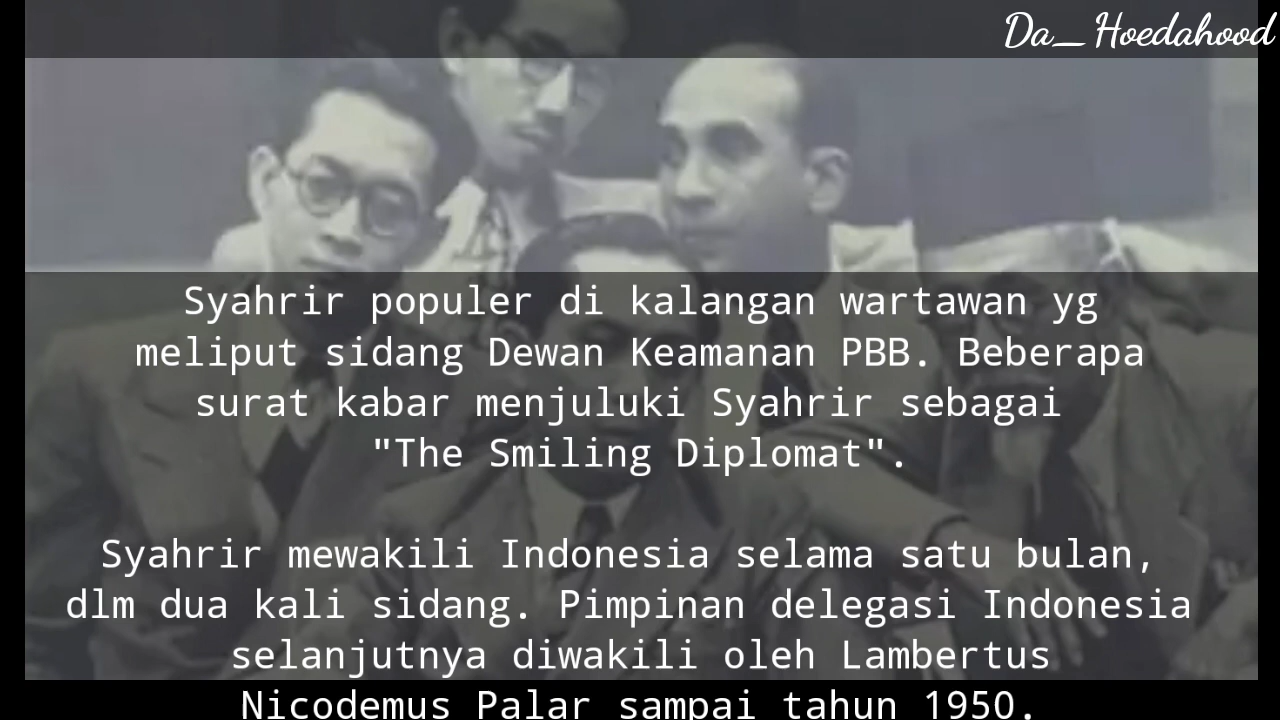 Da_ Hoedahood
Syahrir populer di kalangan wartawan yg
meliput sidang Dewan Keamanan PBB. Beberapa
surat kabar menjuluki Syahrir sebagai
"The Smiling Diplomat".
Syahrir mewakili Indonesia selama satu bulan,
dlm dua kali sidang. Pimpinan delegasi Indonesia
selanjutnya diwakili oleh Lambertus
Nicodemus Palar sampai tahun 1950.